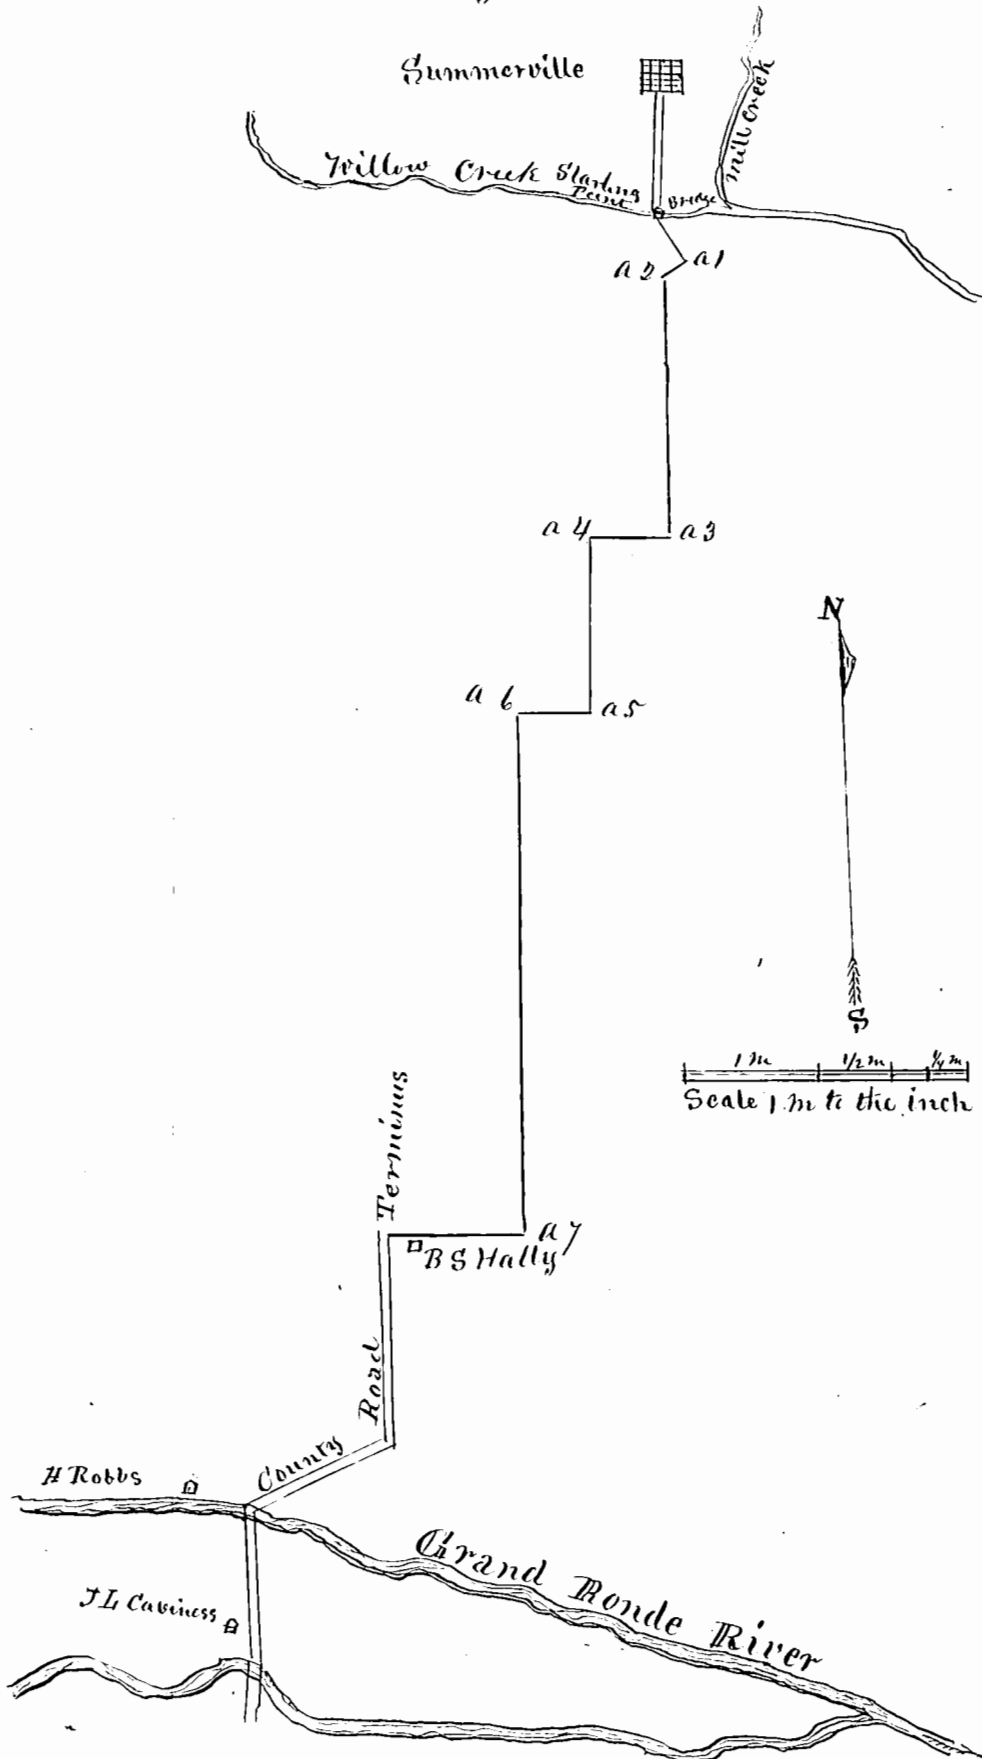 Summerville
Mill Creek
Willow Creek
Starting
Point
Bridge
a 1
a 2
a 3
a 4
a 5
a 6
N
S
1 m 1/2 m 1/4 m
Scale 1 m to the inch
Terminus
a 7
B S Hally
County Road
H Robbs
Grand Ronde River
J L Caviness